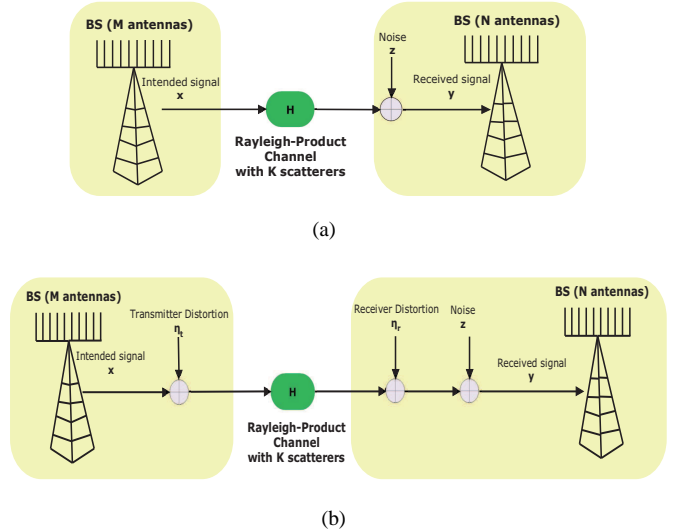 BS (M antennas)
Intended signal
x
H
Rayleigh-Product
Channel
with K scatterers
Noise
z
Received signal
y
BS (N antennas)
(a)
BS (M antennas)
Intended signal
x
Transmitter Distortion
ηt
H
Rayleigh-Product
Channel
with K scatterers
Receiver Distortion
ηr
Noise
z
Received signal
y
BS (N antennas)
(b)